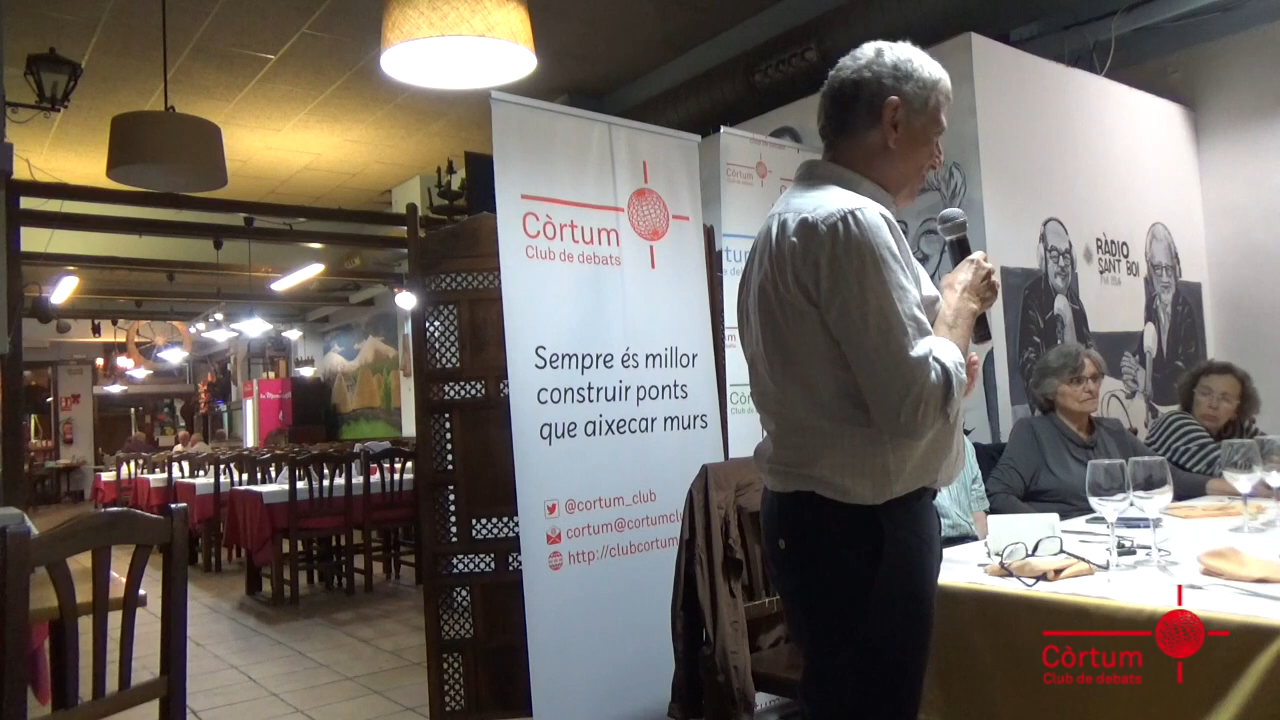 Còrtum
Club de debats
Sempre és millor
construir ponts
que aixecar murs
@cortum_club
cortum@cortumclu
http://clubcortum
Còrtum
Club de debats
RÀDIO
SANT BOI
Còrtum
Club de debats